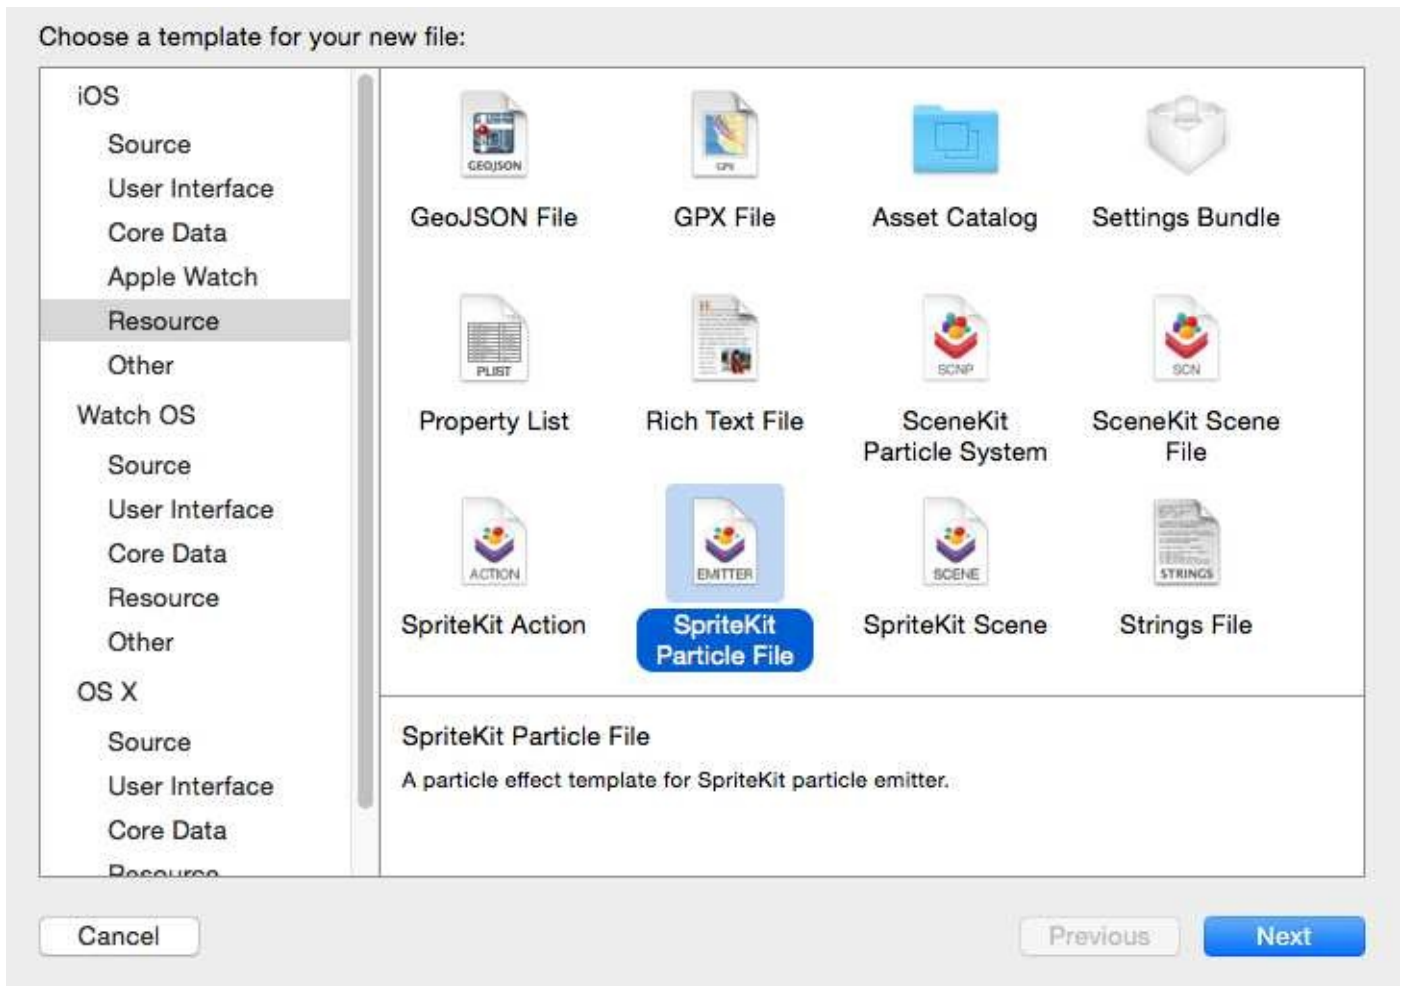 Choose a template for your new file:
iOS
Source
User Interface
Core Data
Apple Watch
Resource
Other
Watch OS
Source
User Interface
Core Data
Resource
Other
OS X
Source
User Interface
Core Data
Resource
GEOJSON
GPX
GeoJSON File
GPX File
Asset Catalog
Settings Bundle
PLIST
SCNP
SCN
Property List
Rich Text File
SceneKit
Particle System
SceneKit Scene
File
ACTION
EMITTER
SCENE
STRINGS
SpriteKit Action
SpriteKit
Particle File
SpriteKit Scene
Strings File
SpriteKit Particle File
A particle effect template for SpriteKit particle emitter.
Cancel
Previous
Next